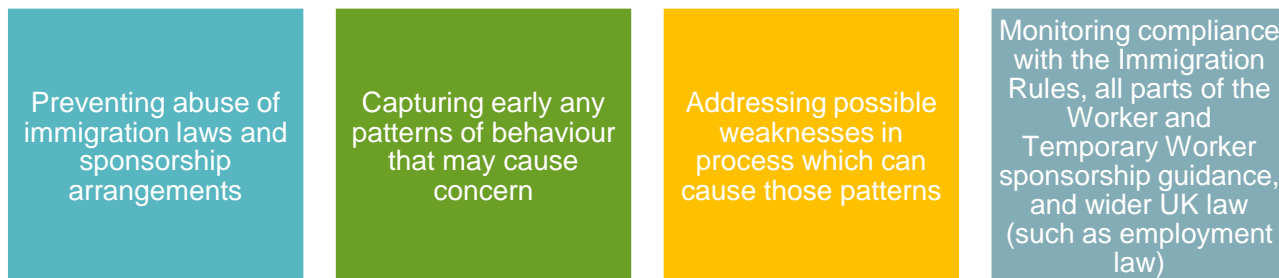 Preventing abuse of
immigration laws and
sponsorship
arrangements
Capturing early any
patterns of behaviour
that may cause
concern
Addressing possible
weaknesses in
process which can
cause those patterns
Monitoring compliance
with the Immigration
Rules, all parts of the
Worker and
Temporary Worker
sponsorship guidance,
and wider UK law
(such as employment
law)